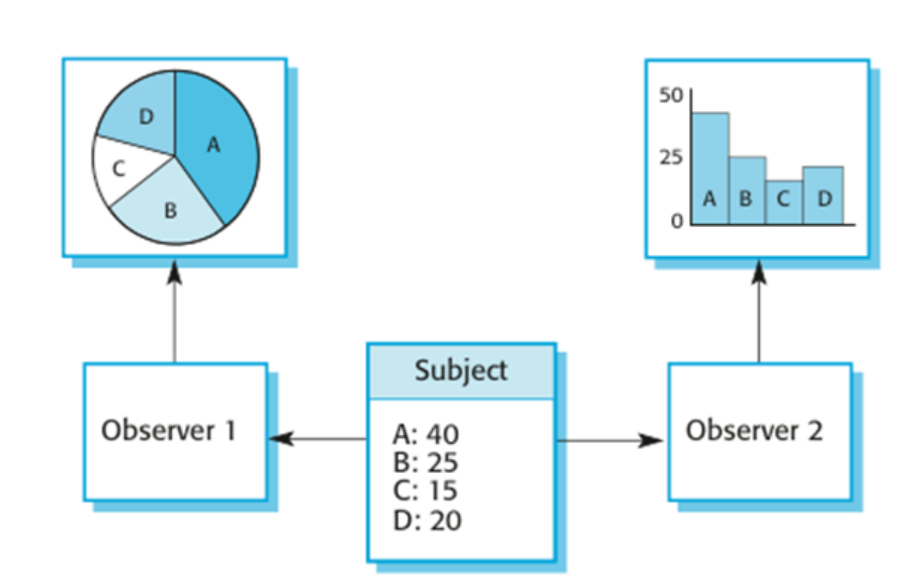 D
A
C
B
50
25
0
A B C D
Observer 1
Subject
A: 40
B: 25
C: 15
D: 20
Observer 2